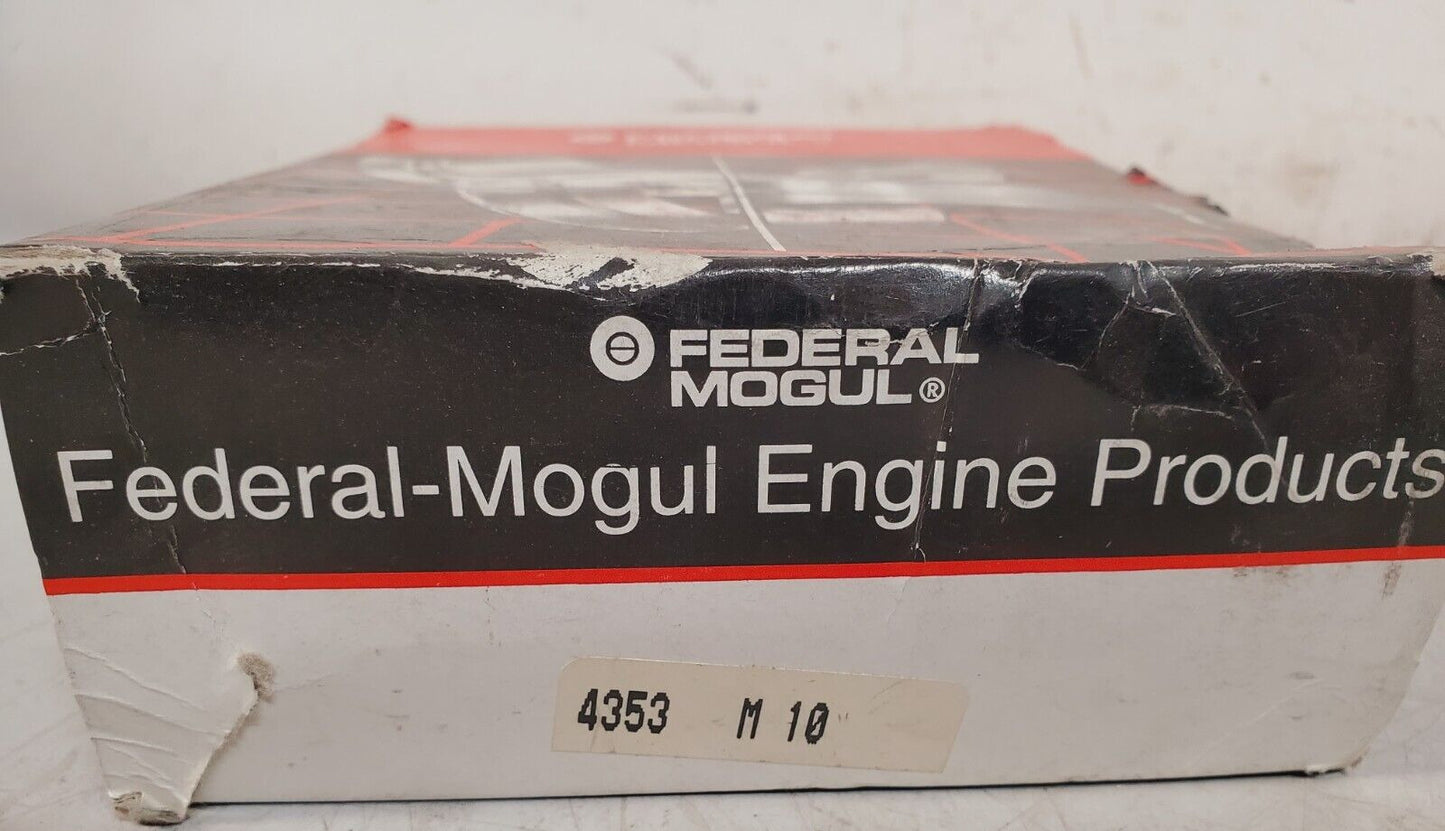 FEDERAL
MOGUL®
Federal-Mogul Engine Products
4353 M 10